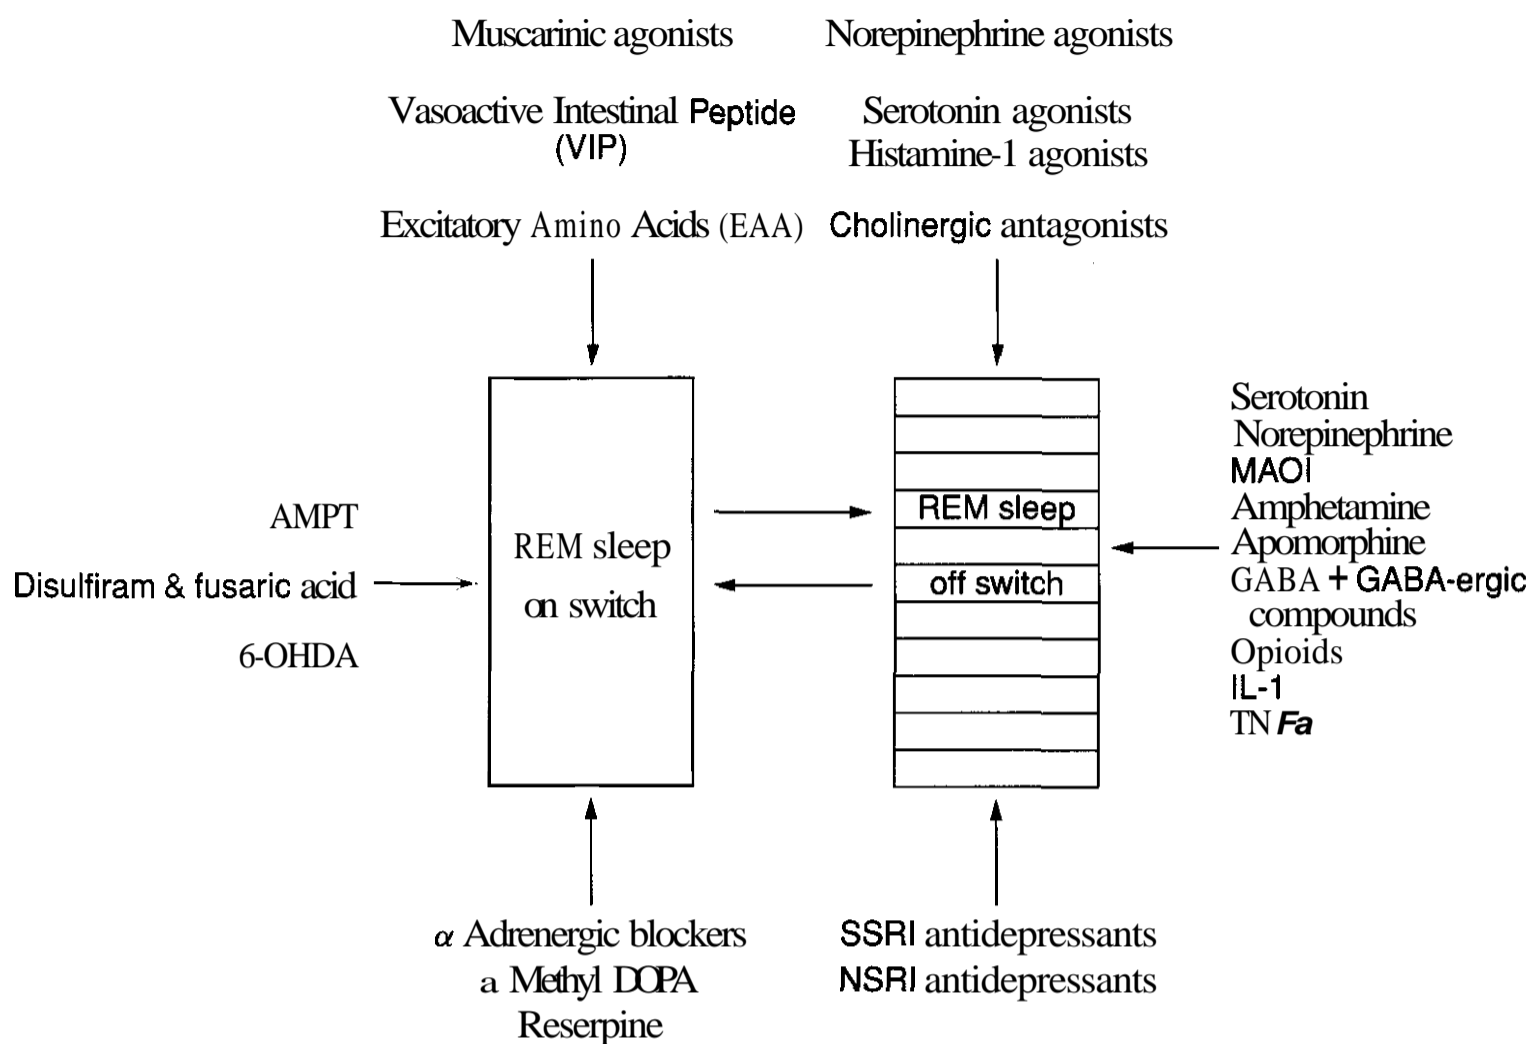 Muscarinic agonists
Norepinephrine agonists
Vasoactive Intestinal Peptide
(VIP)
Serotonin agonists
Histamine-1 agonists
Excitatory Amino Acids (EAA)
Cholinergic antagonists
AMPT
Disulfiram & fusaric acid
6-OHDA
REM sleep
on switch
REM sleep
off switch
Serotonin
Norepinephrine
MAOI
Amphetamine
Apomorphine
GABA + GABA-ergic
compounds
Opioids
IL-1
TNFa
α Adrenergic blockers
a Methyl DOPA
Reserpine
SSRI antidepressants
NSRI antidepressants